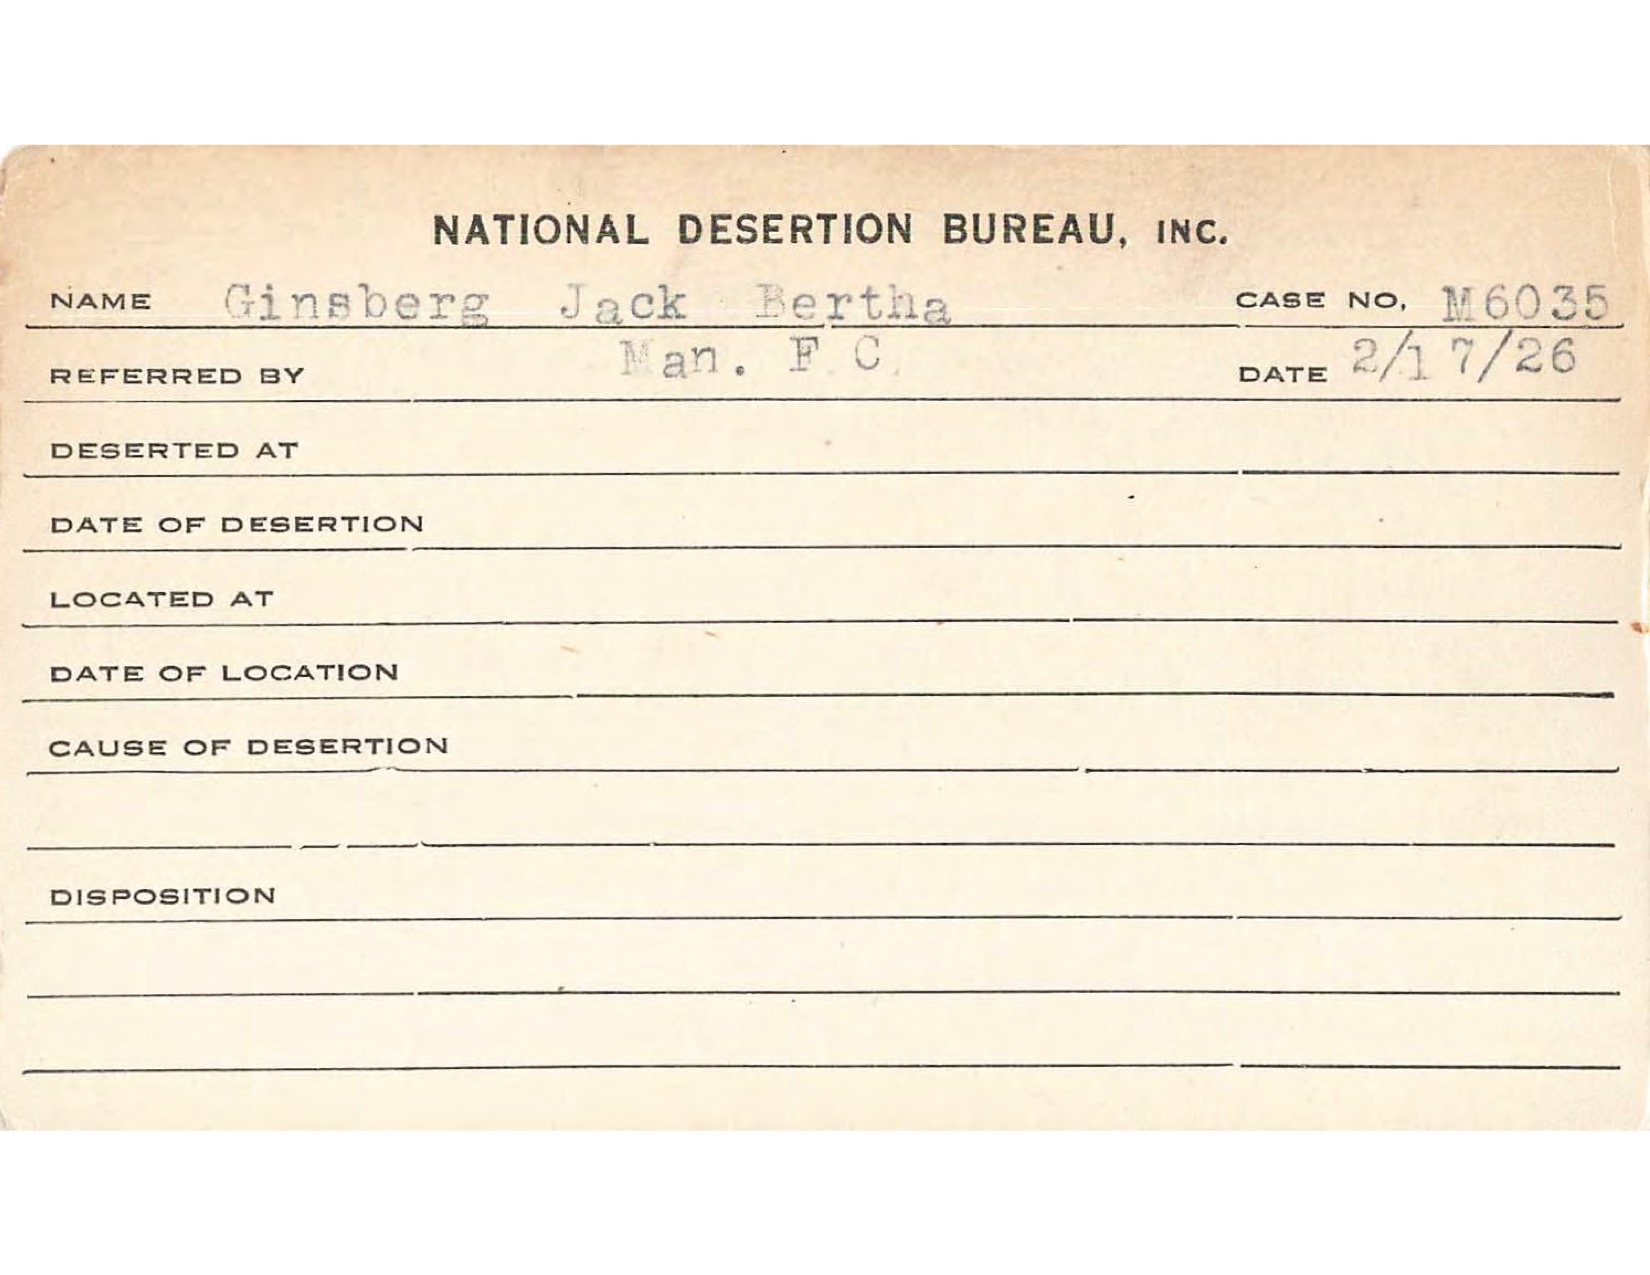 NATIONAL DESERTION BUREAU, INC.
NAME Ginsberg Jack Bertha CASE NO. M6035
REFERRED BY Man. F C. DATE 2/17/26
DESERTED AT
DATE OF DESERTION
LOCATED AT
DATE OF LOCATION
CAUSE OF DESERTION
DISPOSITION